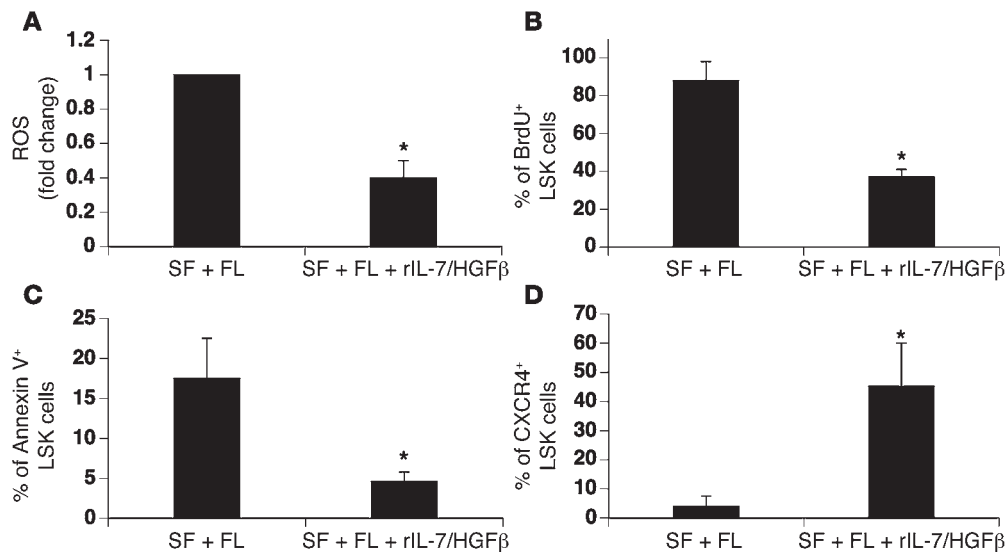 A
ROS
(fold change)
1.2
1
0.8
0.6
0.4
0.2
0
*
SF + FL
SF + FL + rIL-7/HGFβ
B
% of BrdU⁺
LSK cells
100
80
60
40
20
0
*
SF + FL
SF + FL + rIL-7/HGFβ
C
% of Annexin V⁺
LSK cells
25
20
15
10
5
0
*
SF + FL
SF + FL + rIL-7/HGFβ
D
% of CXCR4⁺
LSK cells
70
60
50
40
30
20
10
0
*
SF + FL
SF + FL + rIL-7/HGFβ